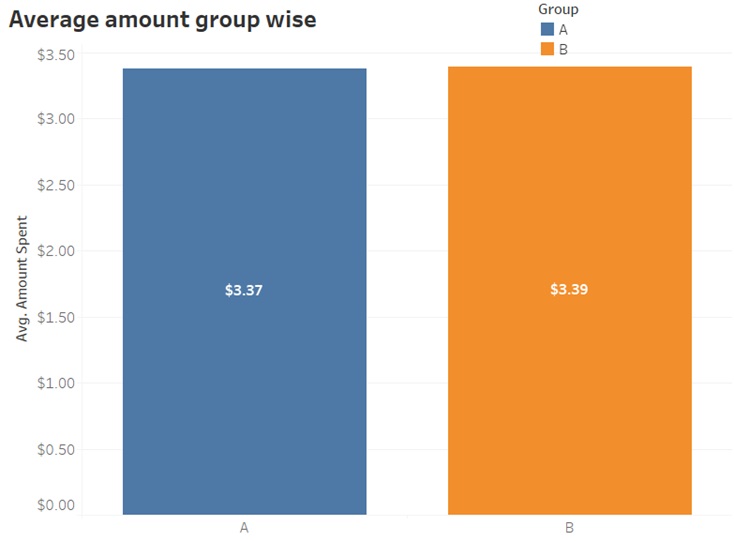 Average amount group wise
Group
A
B
$3.50
$3.00
$2.50
$2.00
$1.50
$1.00
$0.50
$0.00
Avg. Amount Spent
$3.37
$3.39
A
B